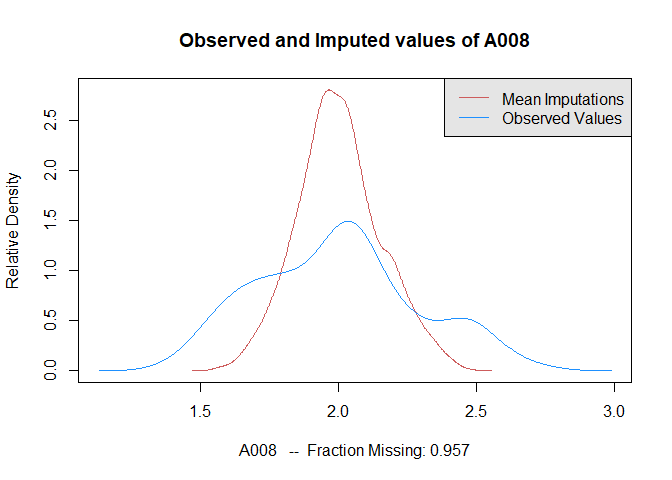 Observed and Imputed values of A008
Mean Imputations
Observed Values
Relative Density
0.0 0.5 1.0 1.5 2.0 2.5
1.5 2.0 2.5 3.0
A008 -- Fraction Missing: 0.957